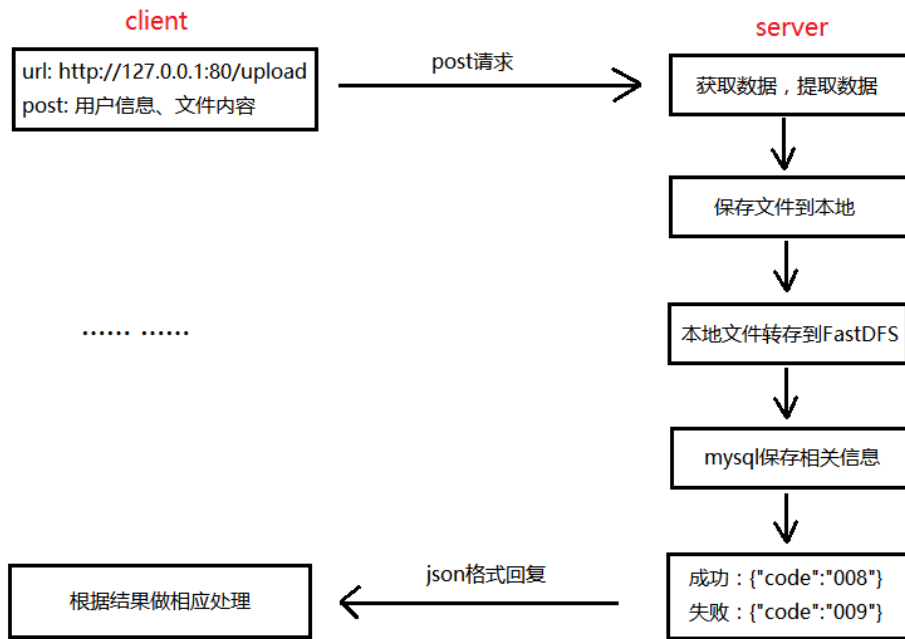 client
server
url: http://127.0.0.1:80/upload
post: 用户信息、文件内容
post请求
获取数据，提取数据
保存文件到本地
...... ......
本地文件转存到FastDFS
mysql保存相关信息
根据结果做相应处理
json格式回复
成功：{"code":"008"}
失败：{"code":"009"}